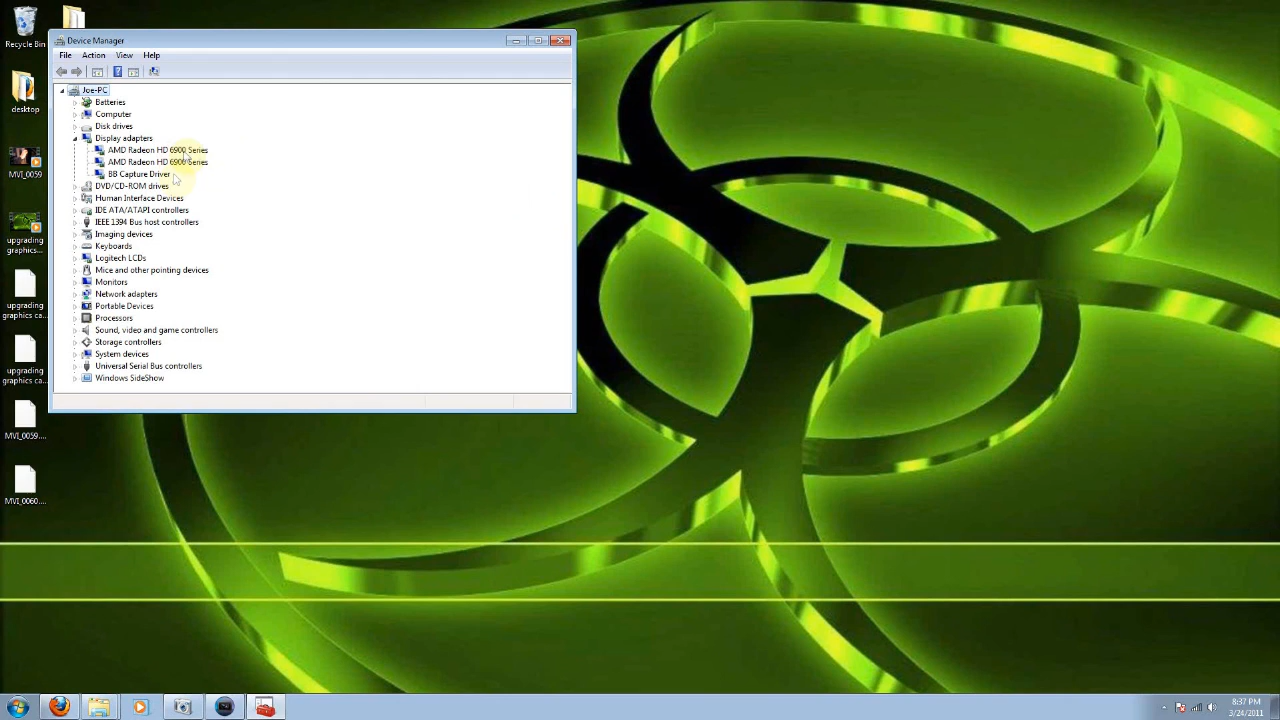 Recycle Bin
desktop
MVI_0059
upgrading
graphics...
upgrading
graphics ca...
upgrading
graphics ca...
MVI_0059....
MVI_0060....
Device Manager
File Action View Help
Joe-PC
Batteries
Computer
Disk drives
Display adapters
AMD Radeon HD 6900 Series
AMD Radeon HD 6900 Series
BB Capture Driver
DVD/CD-ROM drives
Human Interface Devices
IDE ATA/ATAPI controllers
IEEE 1394 Bus host controllers
Imaging devices
Keyboards
Logitech LCDs
Mice and other pointing devices
Monitors
Network adapters
Portable Devices
Processors
Sound, video and game controllers
Storage controllers
System devices
Universal Serial Bus controllers
Windows SideShow
8:37 PM
3/24/2011